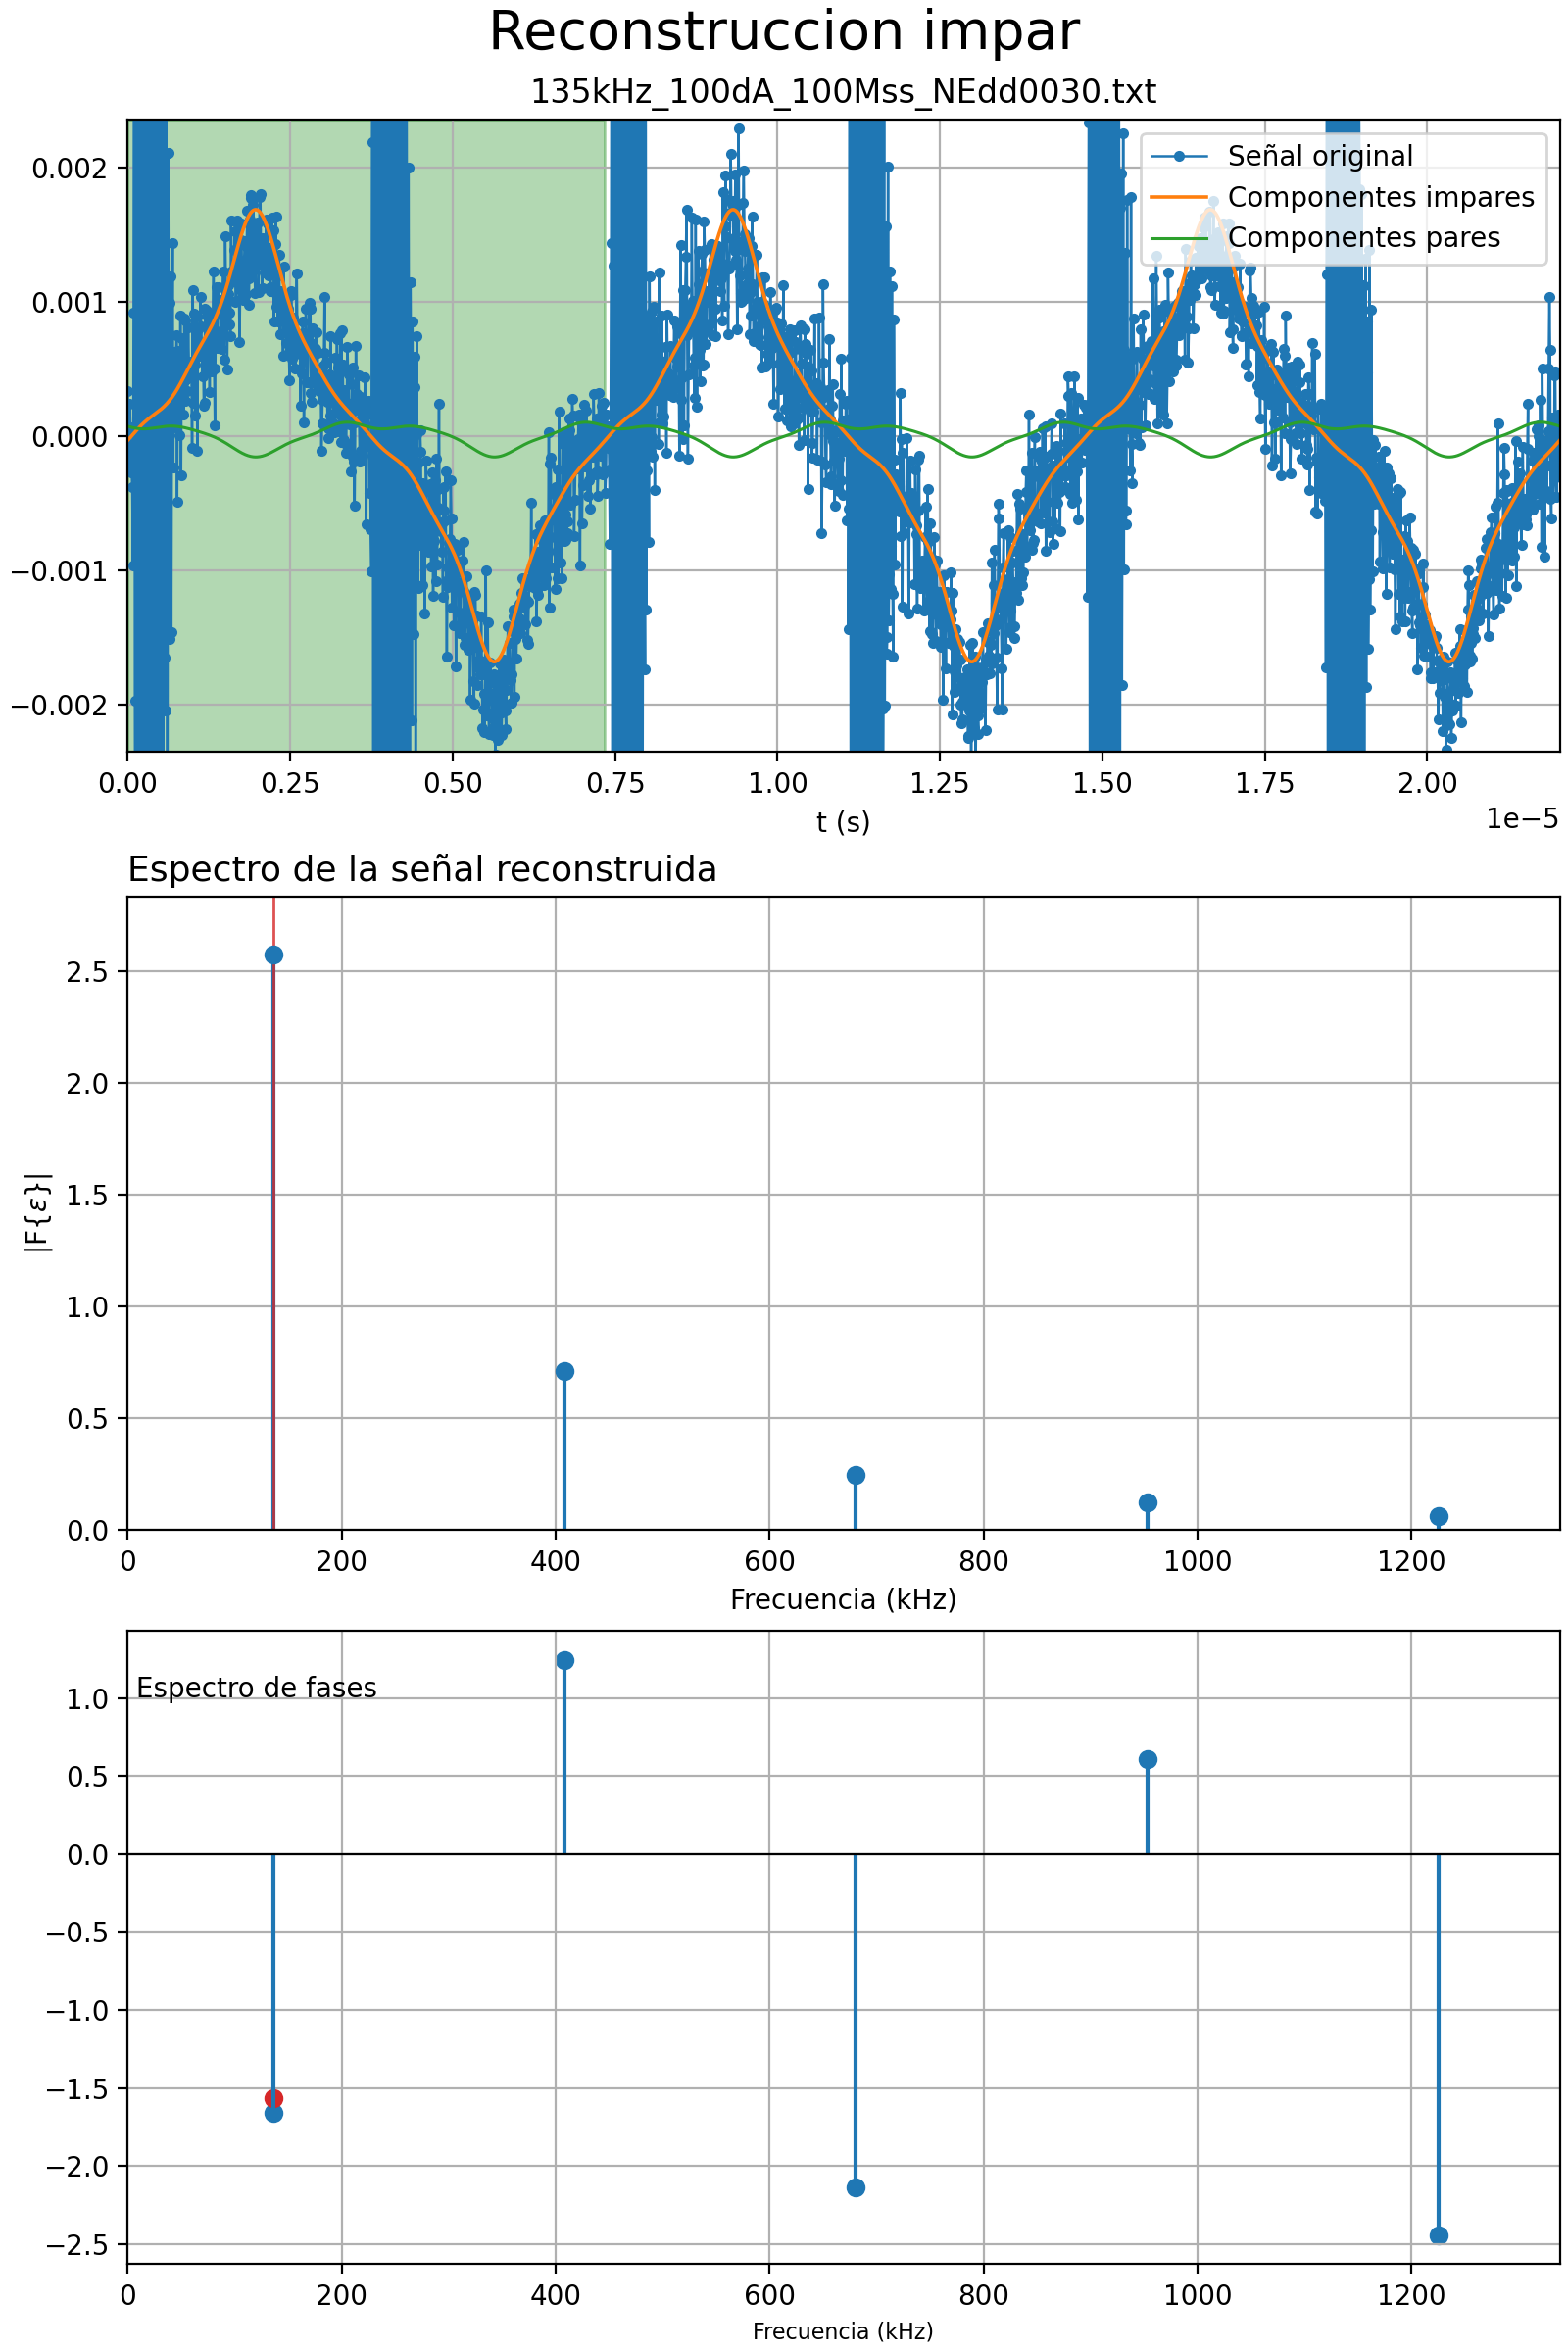 Reconstruccion impar
135kHz_100dA_100Mss_NEdd0030.txt
Señal original
Componentes impares
Componentes pares
0.002
0.001
0.000
−0.001
−0.002
0.00 0.25 0.50 0.75 1.00 1.25 1.50 1.75 2.00
1e−5
t (s)
Espectro de la señal reconstruida
2.5
2.0
1.5
1.0
0.5
0.0
|F{ε}|
0 200 400 600 800 1000 1200
Frecuencia (kHz)
Espectro de fases
1.0
0.5
0.0
−0.5
−1.0
−1.5
−2.0
−2.5
0 200 400 600 800 1000 1200
Frecuencia (kHz)